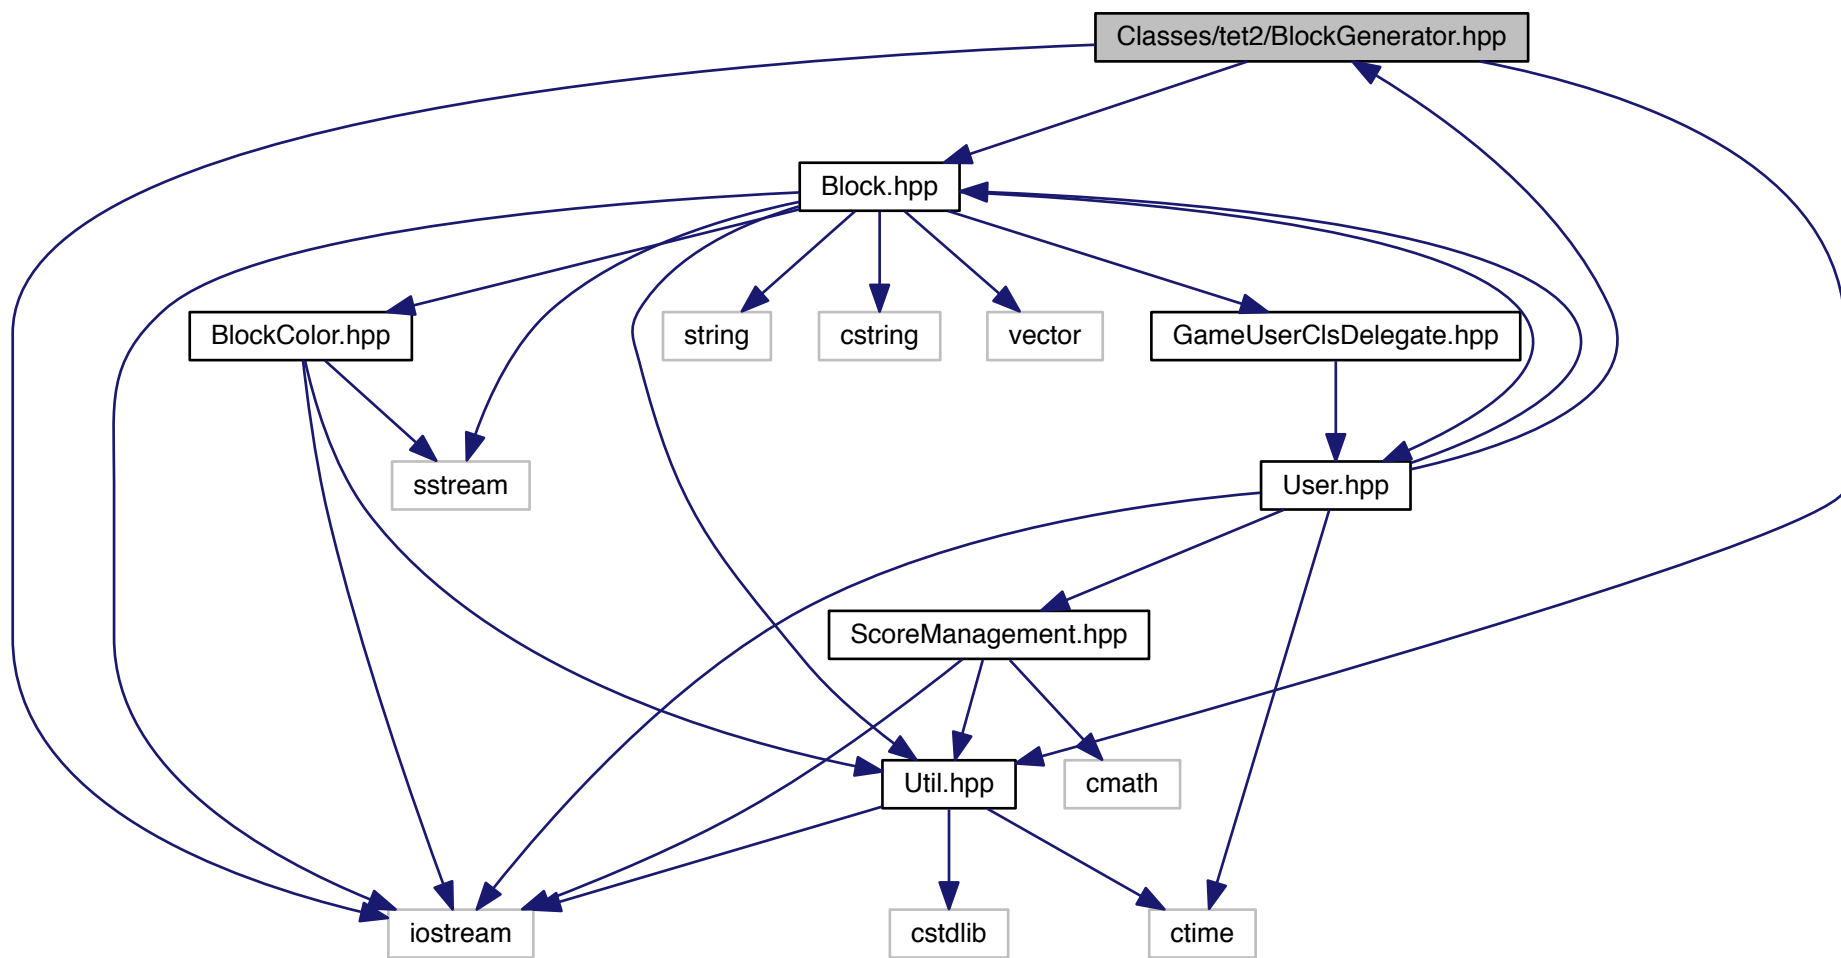 Classes/tet2/BlockGenerator.hpp
Block.hpp
BlockColor.hpp
string
cstring
vector
GameUserClsDelegate.hpp
sstream
User.hpp
ScoreManagement.hpp
Util.hpp
cmath
iostream
cstdlib
ctime